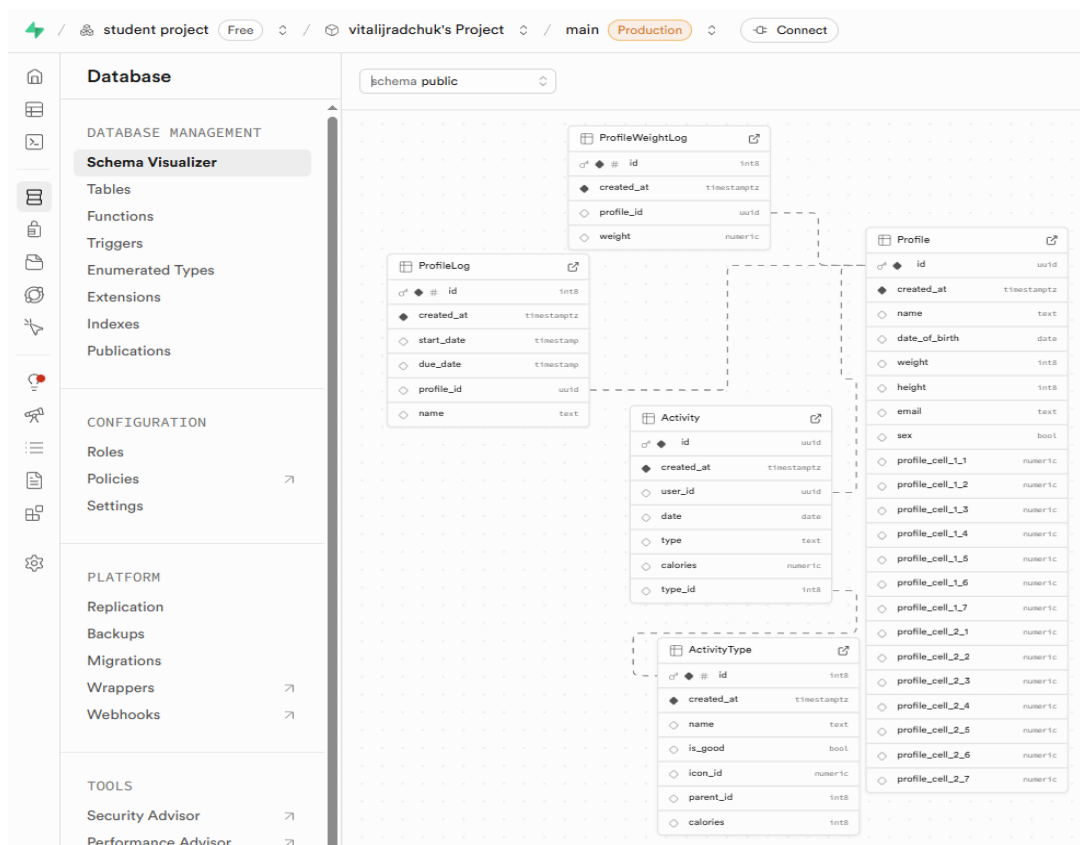 student project Free vitalijradchuk's Project main Production Connect
Database
schema public
DATABASE MANAGEMENT
Schema Visualizer
Tables
Functions
Triggers
Enumerated Types
Extensions
Indexes
Publications
CONFIGURATION
Roles
Policies
Settings
PLATFORM
Replication
Backups
Migrations
Wrappers
Webhooks
TOOLS
Security Advisor
Performance Advisor
ProfileWeightLog
id int8
created_at timestamptz
profile_id uuid
weight numeric
ProfileLog
id int8
created_at timestamptz
start_date timestamp
due_date timestamp
profile_id uuid
name text
Activity
id uuid
created_at timestamptz
user_id uuid
date date
type text
calories numeric
type_id int8
ActivityType
id int8
created_at timestamptz
name text
is_good bool
icon_id numeric
parent_id int8
calories int8
Profile
id uuid
created_at timestamptz
name text
date_of_birth date
weight int8
height int8
email text
sex bool
profile_cell_1_1 numeric
profile_cell_1_2 numeric
profile_cell_1_3 numeric
profile_cell_1_4 numeric
profile_cell_1_5 numeric
profile_cell_1_6 numeric
profile_cell_1_7 numeric
profile_cell_2_1 numeric
profile_cell_2_2 numeric
profile_cell_2_3 numeric
profile_cell_2_4 numeric
profile_cell_2_5 numeric
profile_cell_2_6 numeric
profile_cell_2_7 numeric